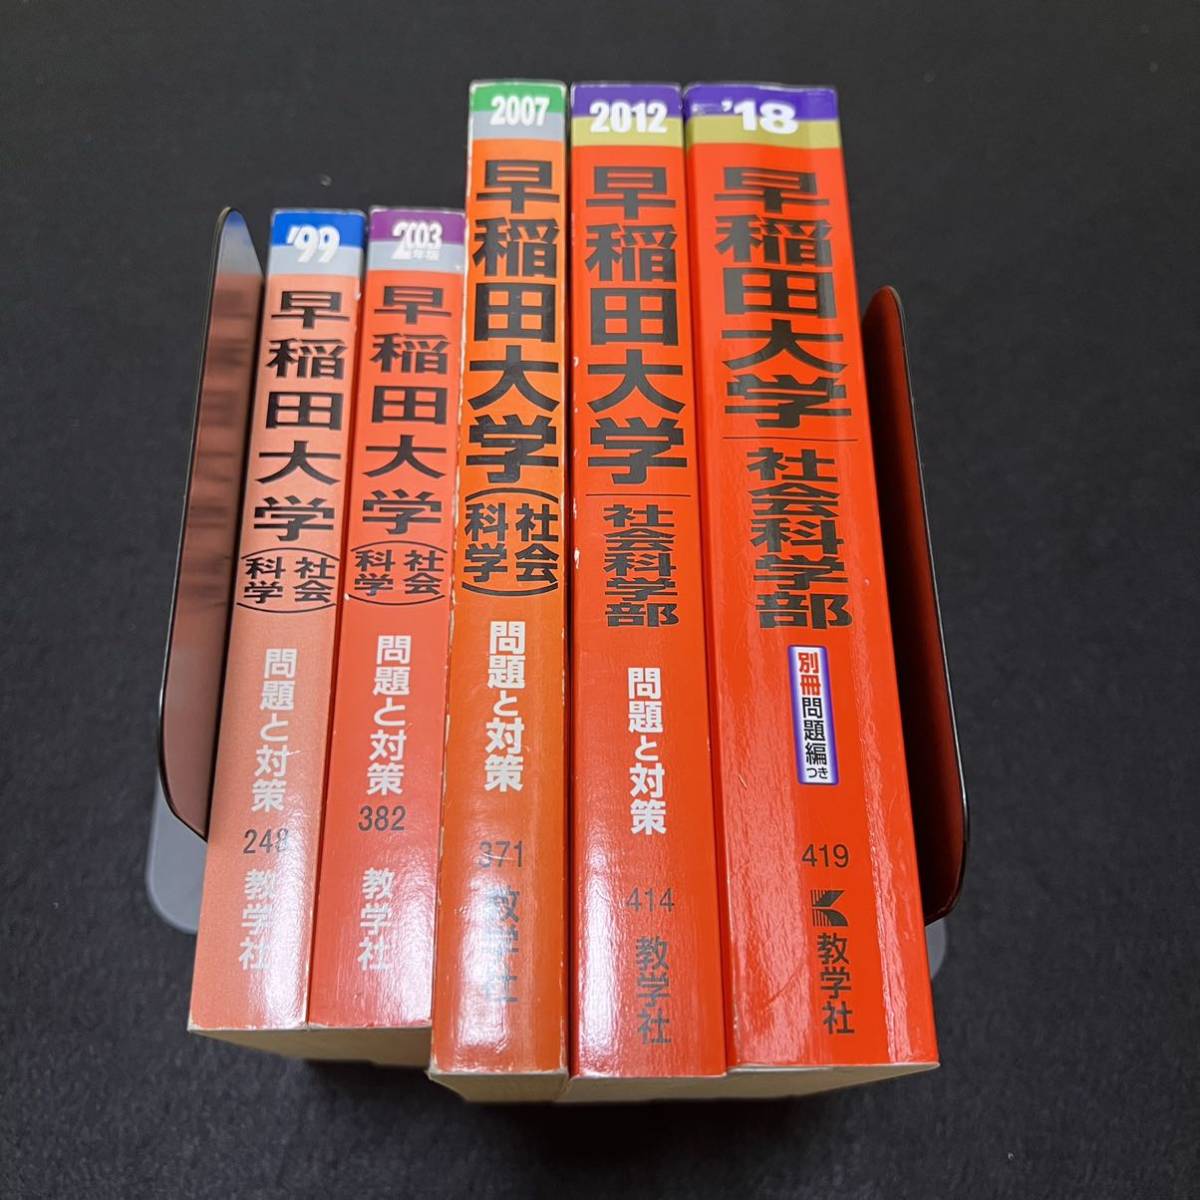 '99
早稲田大学
(社会科学)
問題と対策
248
教学社
2003
年版
早稲田大学
(社会科学)
問題と対策
382
教学社
2007
早稲田大学
(社会科学)
問題と対策
371
教学社
2012
早稲田大学
社会科学部
問題と対策
414
教学社
'18
早稲田大学
社会科学部
別冊問題編つき
419
教学社